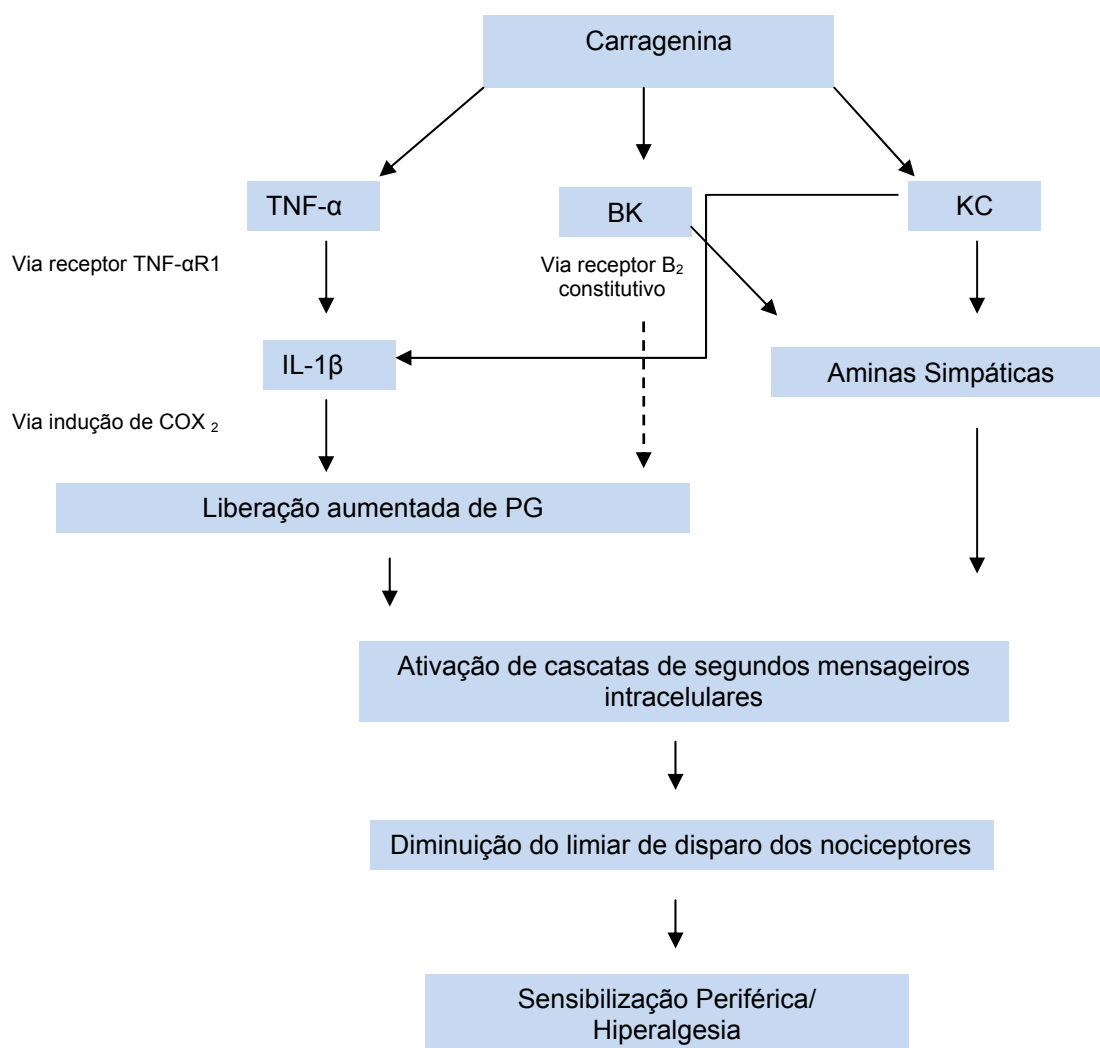 Carragenina
TNF-α
BK
KC
Via receptor TNF-αR1
Via receptor B₂
constitutivo
IL-1β
Aminas Simpáticas
Via indução de COX ₂
Liberação aumentada de PG
Ativação de cascatas de segundos mensageiros
intracelulares
Diminuição do limiar de disparo dos nociceptores
Sensibilização Periférica/
Hiperalgesia